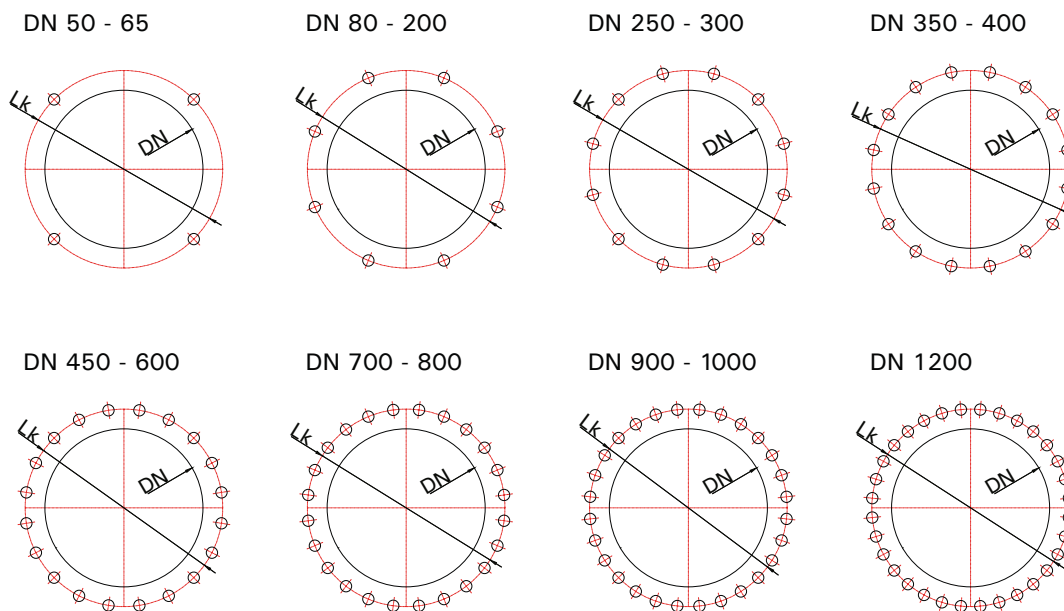 DN 50 - 65
DN 80 - 200
DN 250 - 300
DN 350 - 400
Lk
DN
Lk
DN
Lk
DN
Lk
DN
DN 450 - 600
DN 700 - 800
DN 900 - 1000
DN 1200
Lk
DN
Lk
DN
Lk
DN
Lk
DN